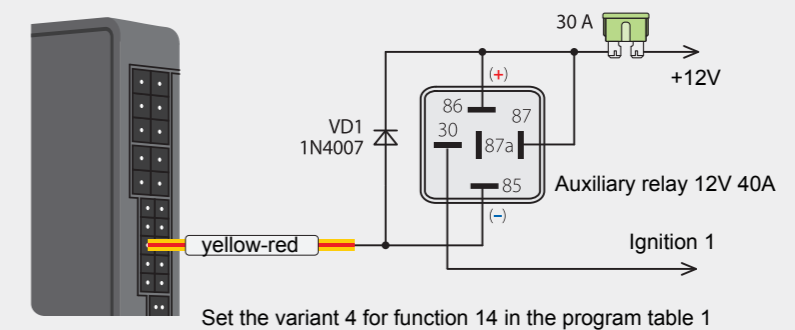 30 A
+12V
(+)
86
87
30
87a
VD1
1N4007
85
Auxiliary relay 12V 40A
(–)
yellow-red
Ignition 1
Set the variant 4 for function 14 in the program table 1